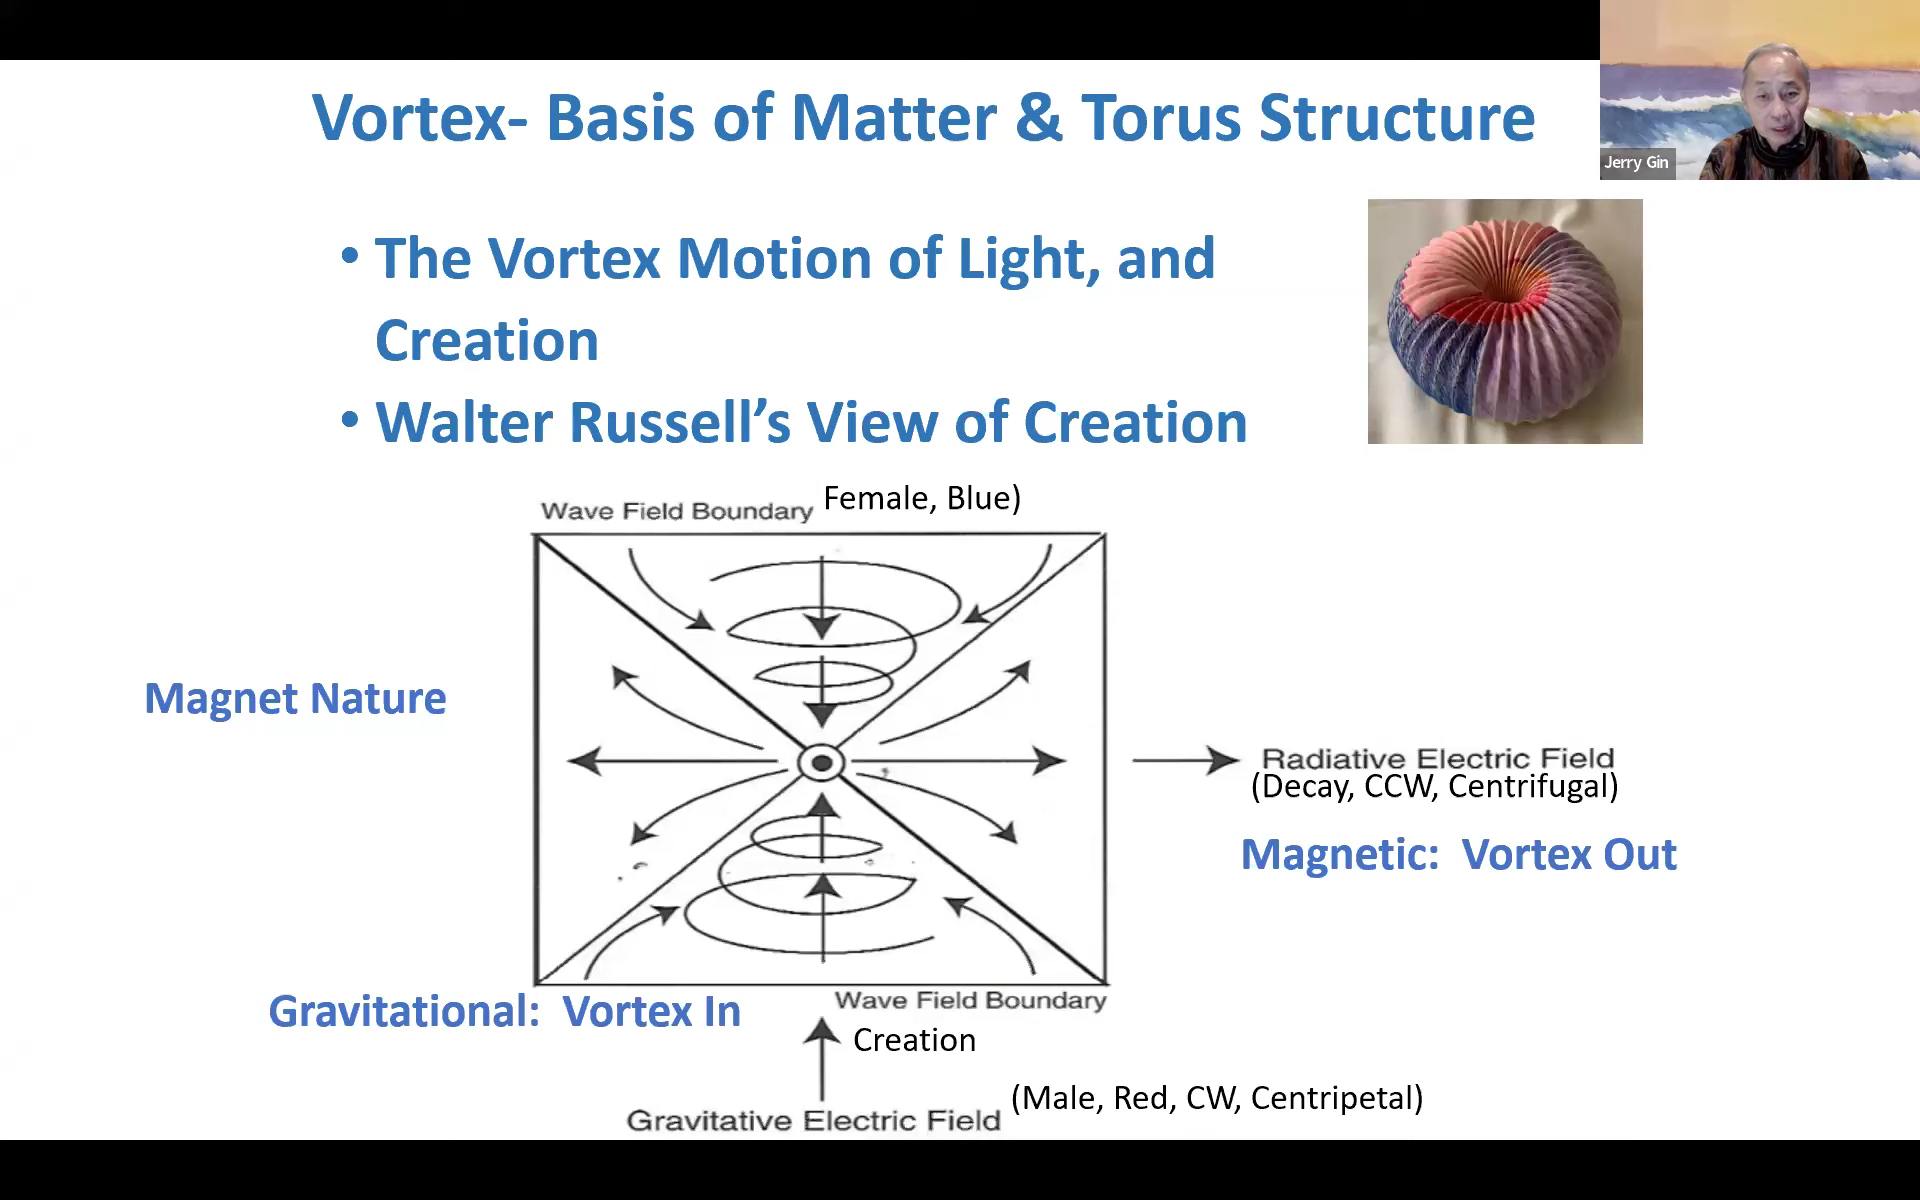 Vortex- Basis of Matter & Torus Structure
Jerry Gin
• The Vortex Motion of Light, and
Creation
• Walter Russell’s View of Creation
Wave Field Boundary Female, Blue)
Magnet Nature
Radiative Electric Field
(Decay, CCW, Centrifugal)
Magnetic: Vortex Out
Gravitational: Vortex In
Wave Field Boundary
Creation
(Male, Red, CW, Centripetal)
Gravitative Electric Field